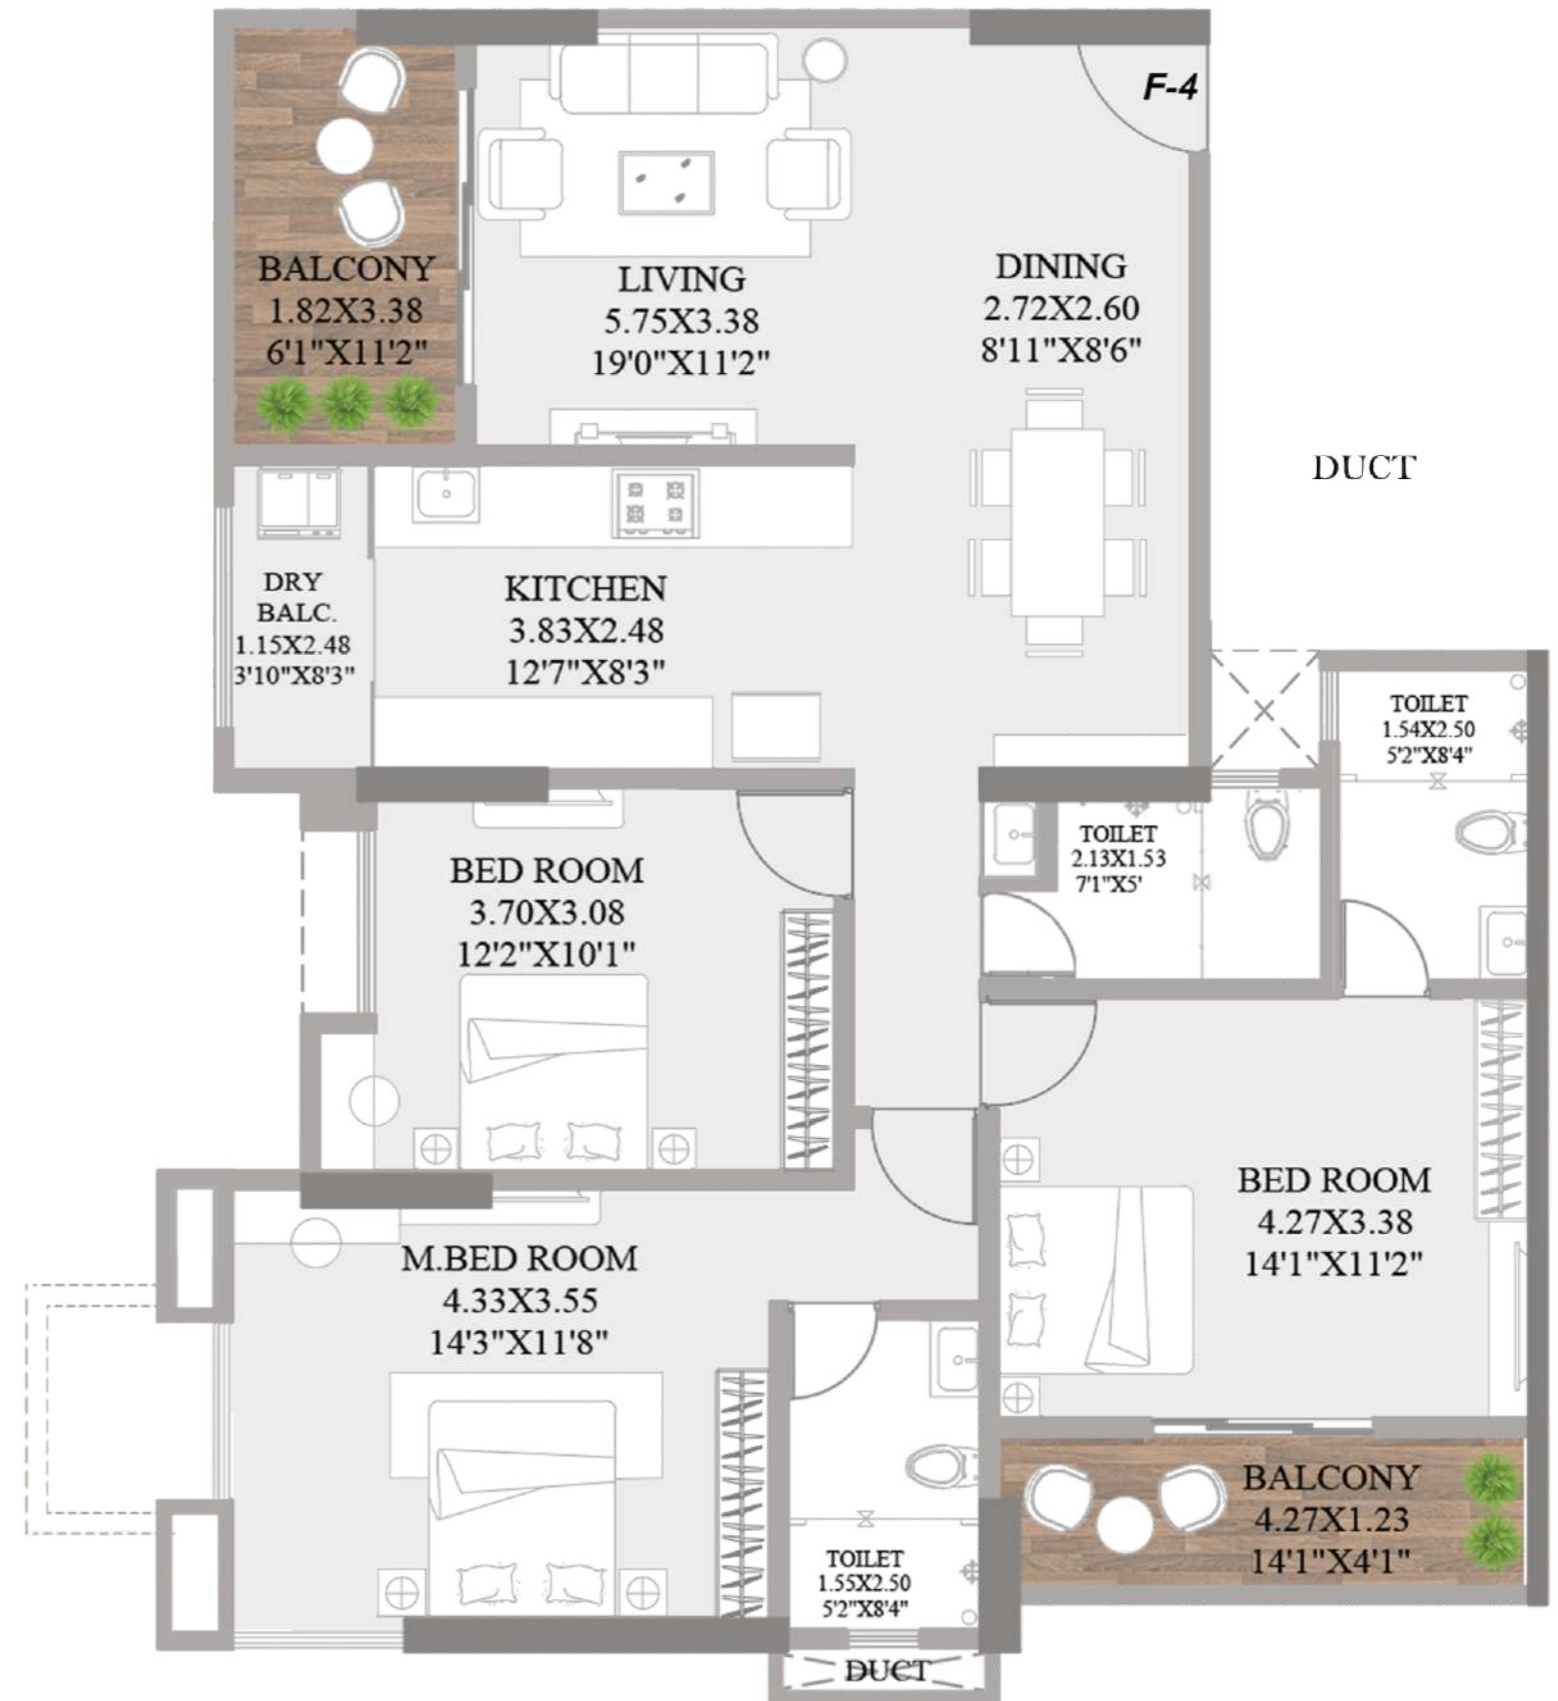 F-4
BALCONY
1.82X3.38
6'1"X11'2"
LIVING
5.75X3.38
19'0"X11'2"
DINING
2.72X2.60
8'11"X8'6"
DUCT
DRY
BALC.
1.15X2.48
3'10"X8'3"
KITCHEN
3.83X2.48
12'7"X8'3"
TOILET
1.54X2.50
5'2"X8'4"
TOILET
2.13X1.53
7'1"X5'
BED ROOM
3.70X3.08
12'2"X10'1"
BED ROOM
4.27X3.38
14'1"X11'2"
M.BED ROOM
4.33X3.55
14'3"X11'8"
BALCONY
4.27X1.23
14'1"X4'1"
TOILET
1.55X2.50
5'2"X8'4"
DUCT